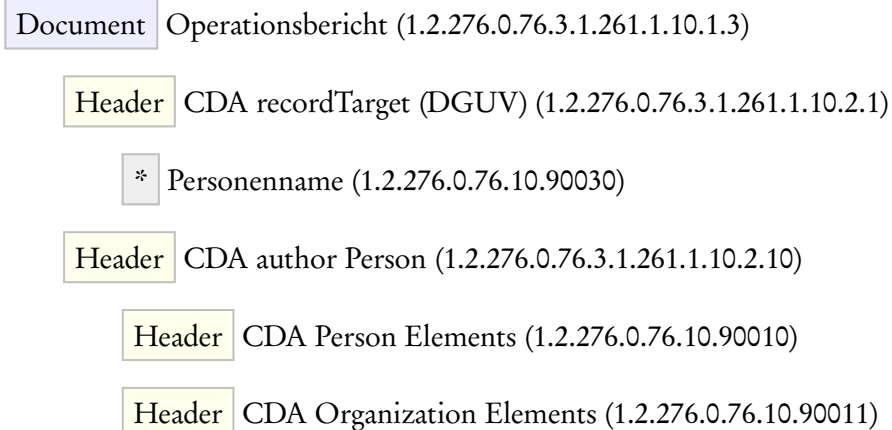 Document Operationsbericht (1.2.276.0.76.3.1.261.1.10.1.3)
Header CDA recordTarget (DGUV) (1.2.276.0.76.3.1.261.1.10.2.1)
* Personenname (1.2.276.0.76.10.90030)
Header CDA author Person (1.2.276.0.76.3.1.261.1.10.2.10)
Header CDA Person Elements (1.2.276.0.76.10.90010)
Header CDA Organization Elements (1.2.276.0.76.10.90011)